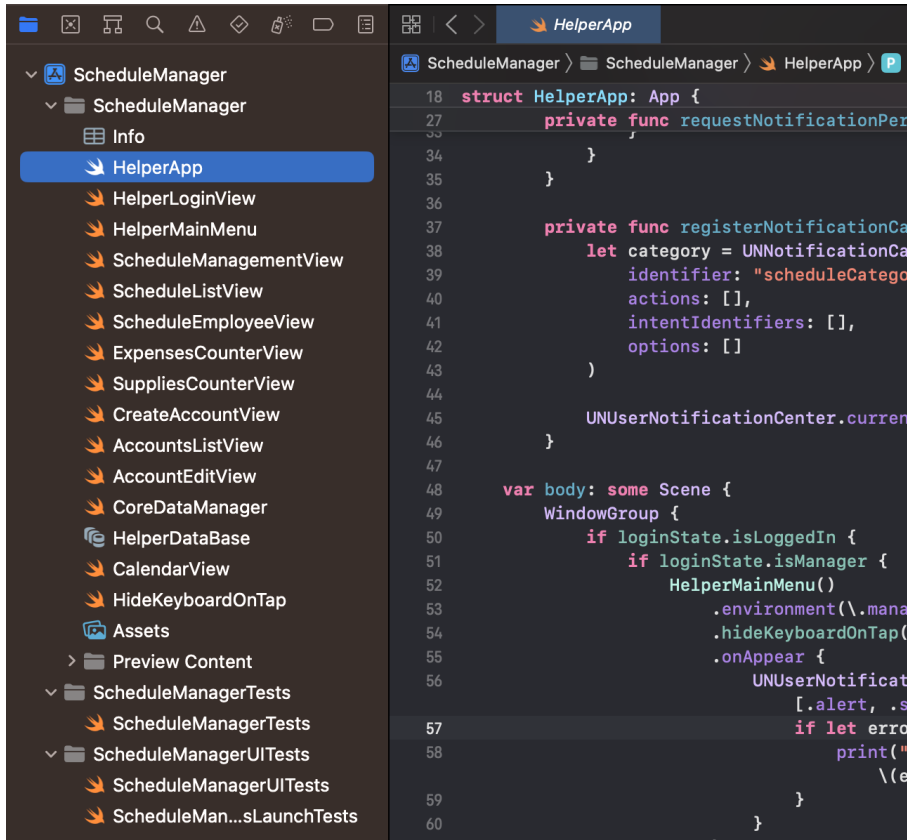 ScheduleManager
ScheduleManager
Info
HelperApp
HelperLoginView
HelperMainMenu
ScheduleManagementView
ScheduleListView
ScheduleEmployeeView
ExpensesCounterView
SuppliesCounterView
CreateAccountView
AccountsListView
AccountEditView
CoreDataManager
HelperDataBase
CalendarView
HideKeyboardOnTap
Assets
Preview Content
ScheduleManagerTests
ScheduleManagerTests
ScheduleManagerUITests
ScheduleManagerUITests
ScheduleMan...sLaunchTests
HelperApp
ScheduleManager 〉 ScheduleManager 〉 HelperApp 〉 P
18 struct HelperApp: App {
27 private func requestNotificationPer
33 }
34 }
35 }
36
37 private func registerNotificationCa
38 let category = UNNotificationCa
39 identifier: "scheduleCatego
40 actions: [],
41 intentIdentifiers: [],
42 options: []
43 )
44
45 UNUserNotificationCenter.curren
46 }
47
48 var body: some Scene {
49 WindowGroup {
50 if loginState.isLoggedIn {
51 if loginState.isManager {
52 HelperMainMenu()
53 .environment(\.mana
54 .hideKeyboardOnTap(
55 .onAppear {
56 UNUserNotificat
[.alert, .s
57 if let erro
58 print("
\(e
59 }
60 }